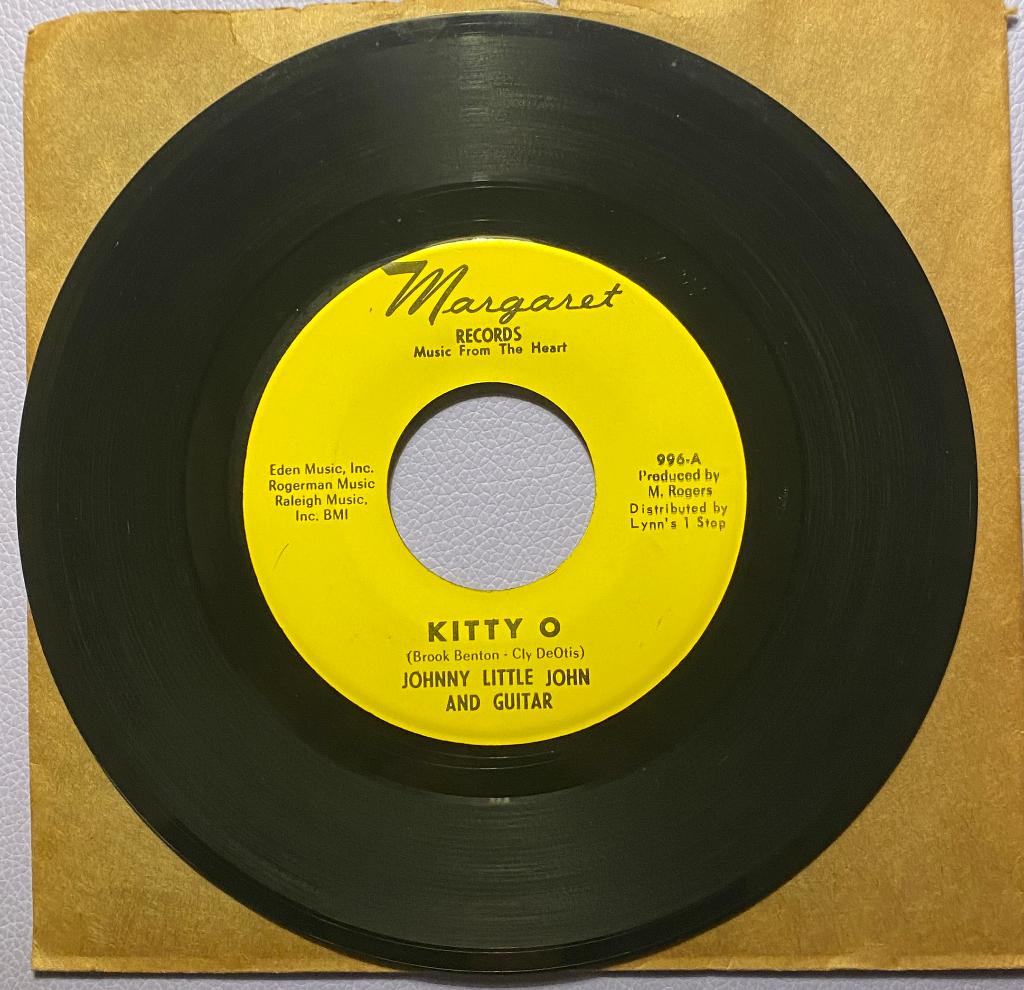 Margaret
RECORDS
Music From The Heart
Eden Music, Inc.
Rogerman Music
Raleigh Music,
Inc. BMI
996-A
Produced by
M. Rogers
Distributed by
Lynn's 1 Stop
KITTY O
(Brook Benton - Cly DeOtis)
JOHNNY LITTLE JOHN
AND GUITAR